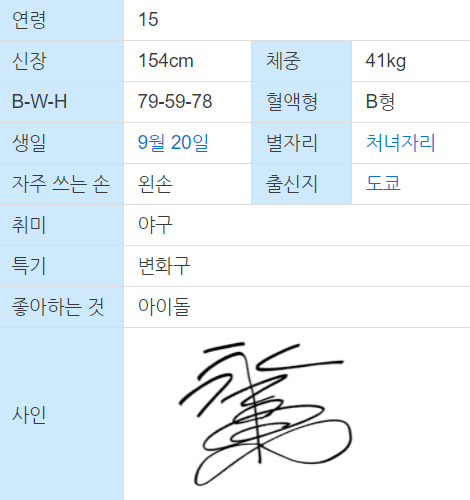 연령 15
신장 154cm 체중 41kg
B-W-H 79-59-78 혈액형 B형
생일 9월 20일 별자리 처녀자리
자주 쓰는 손 왼손 출신지 도쿄
취미 야구
특기 변화구
좋아하는 것 아이돌
사인